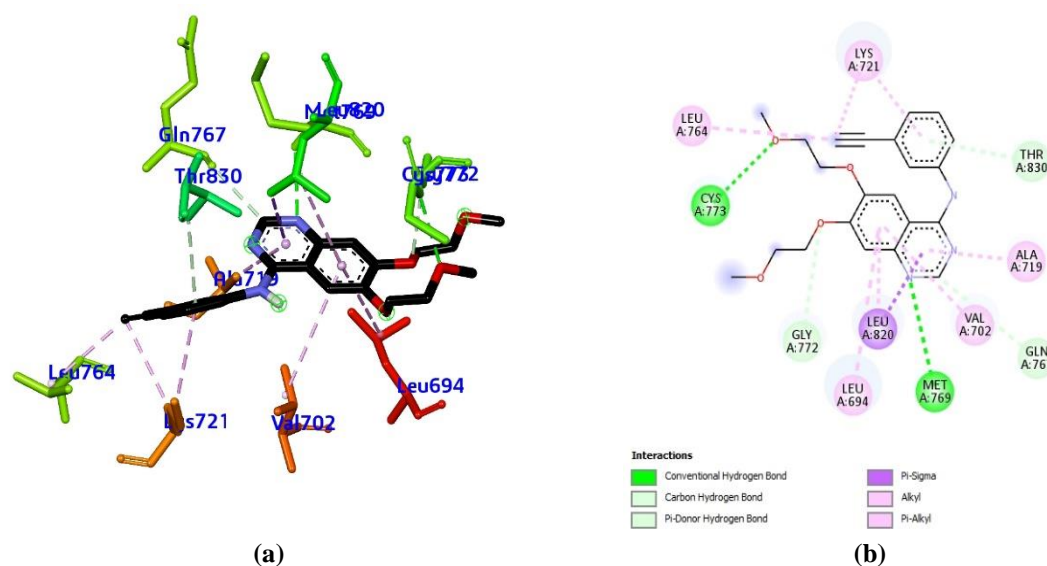 Gln767
Thr830
Ala719
Leu764
Lys721
Val702
Leu694
(a)
LYS
A:721
LEU
A:764
THR
A:830
CYS
A:773
ALA
A:719
GLY
A:772
LEU
A:820
VAL
A:702
GLN
A:76
LEU
A:694
MET
A:769
Interactions
Conventional Hydrogen Bond
Carbon Hydrogen Bond
Pi-Donor Hydrogen Bond
Pi-Sigma
Alkyl
Pi-Alkyl
(b)